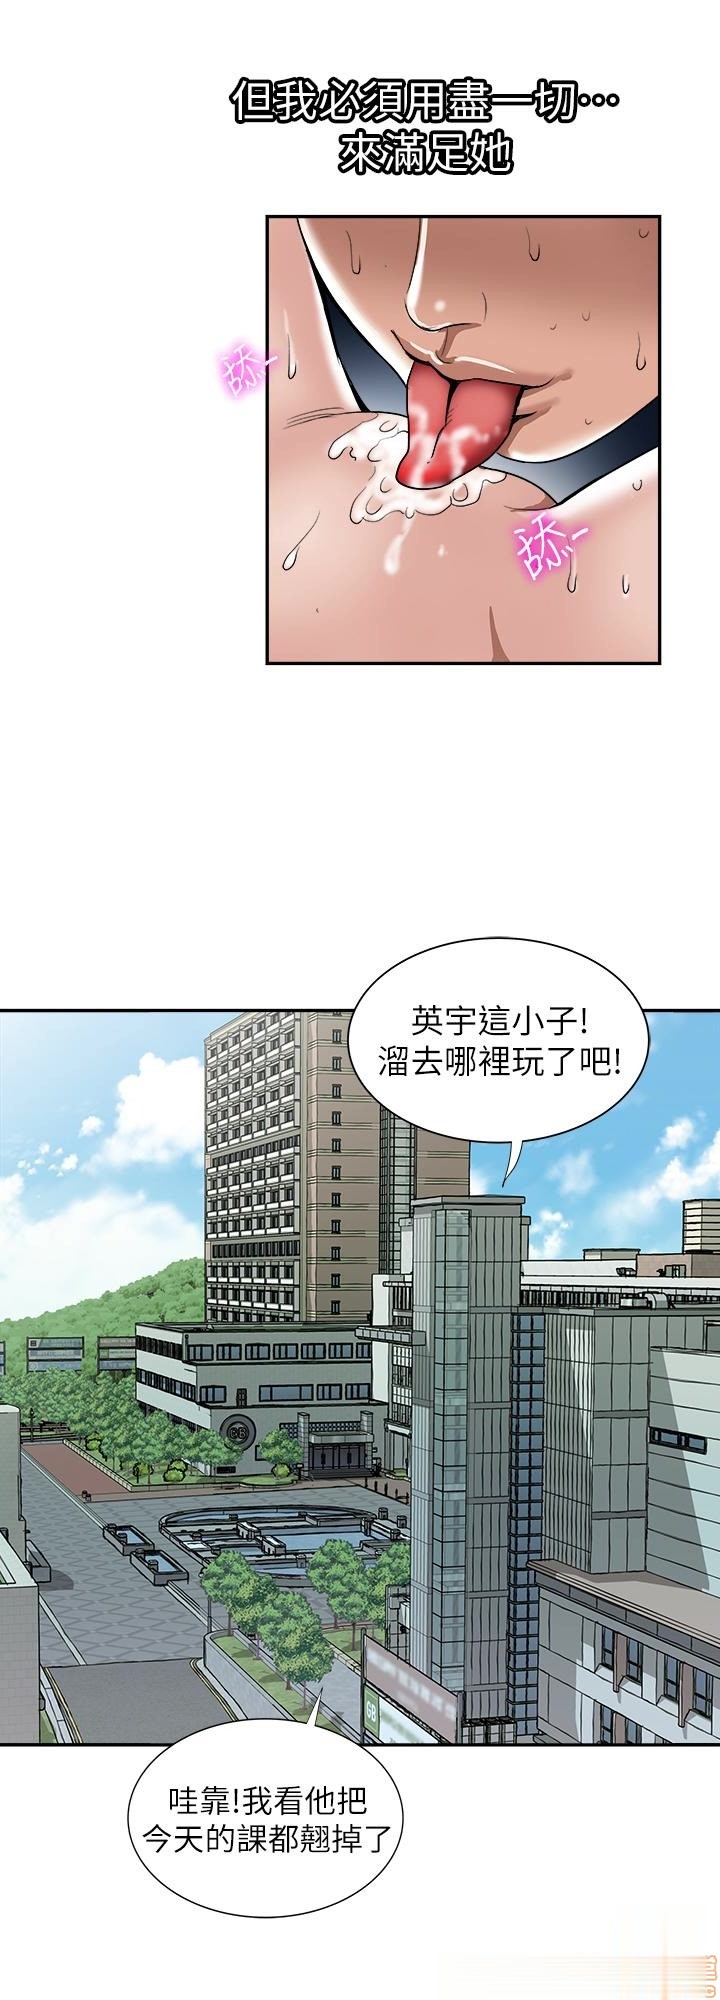 但我必須用盡一切…
來滿足她
舔-
舔-
英宇這小子!
溜去哪裡玩了吧!
GB
GB
哇靠!我看他把
今天的課都翹掉了